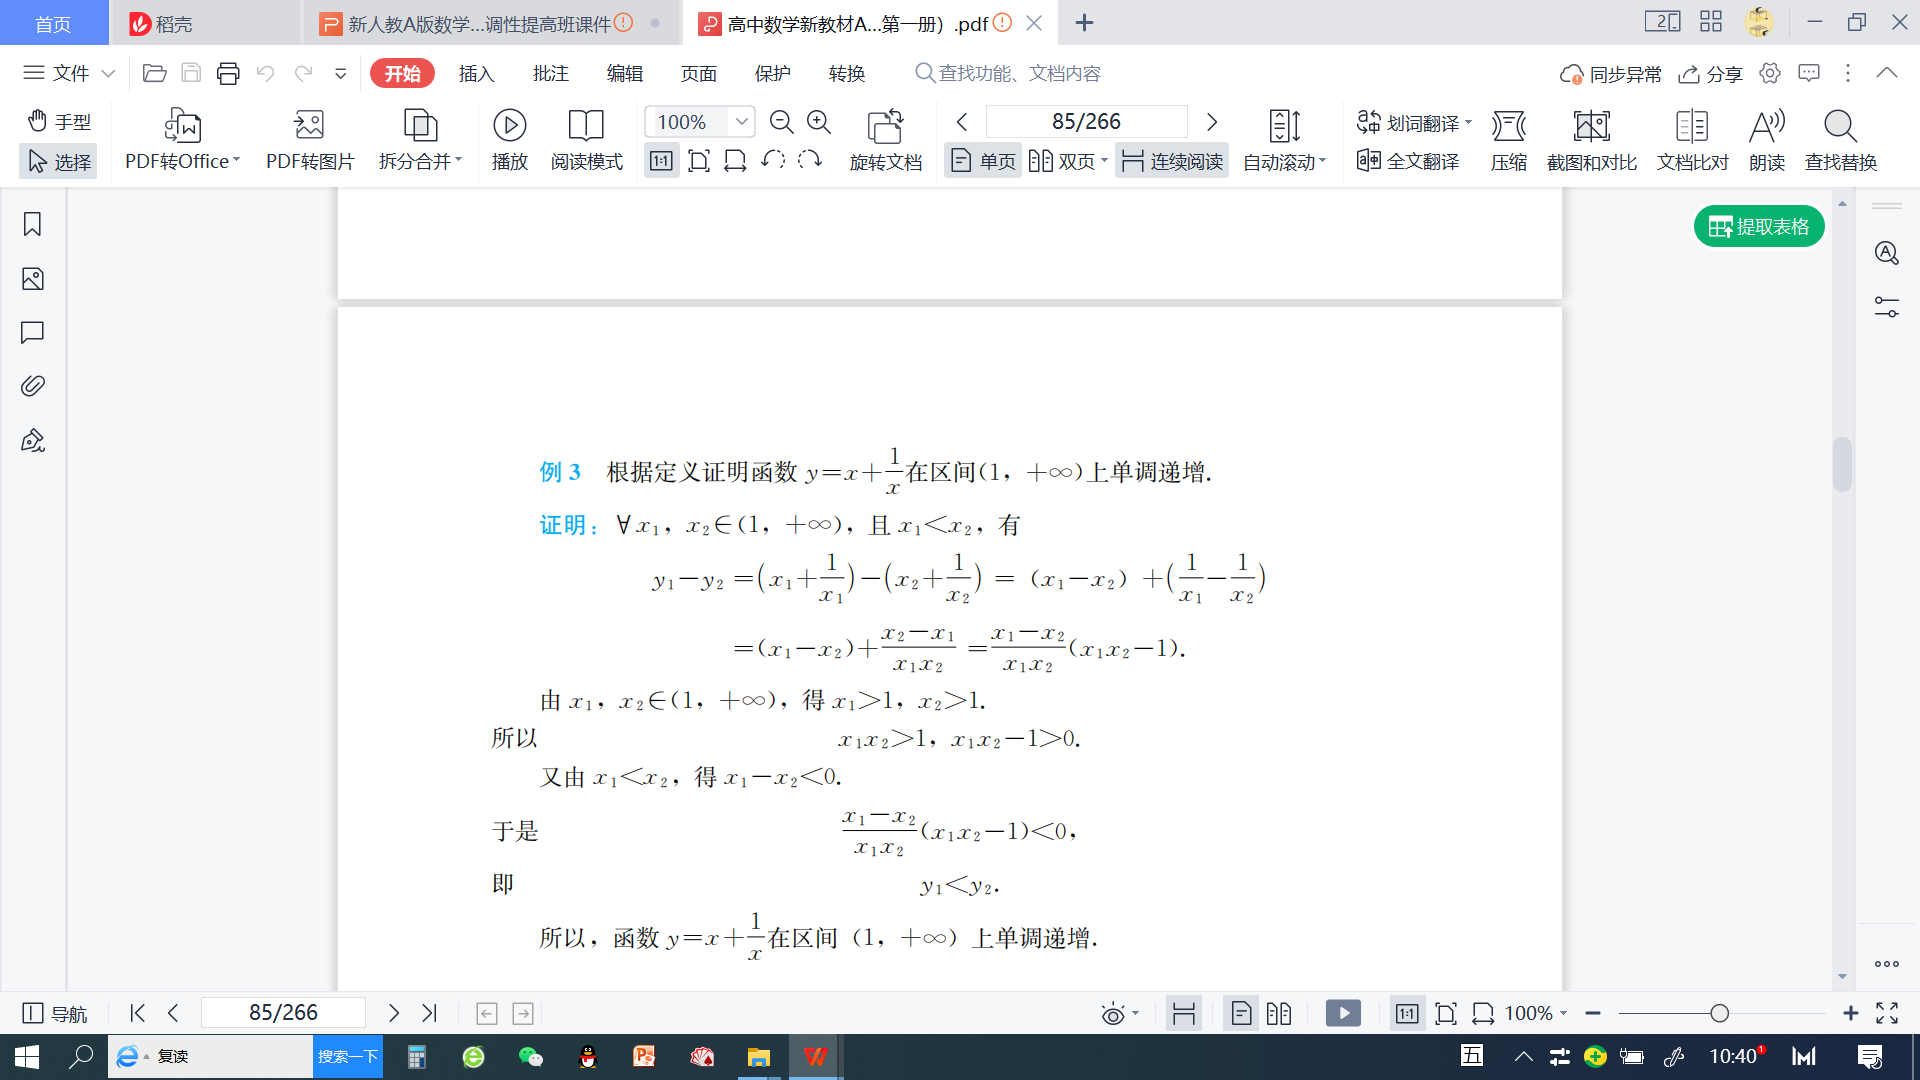 首页
稻壳
新人教A版数学...调性提高班课件
高中数学新教材A...第一册）.pdf
文件
开始 插入 批注 编辑 页面 保护 转换
查找功能、文档内容
同步异常 分享
手型
选择
PDF转Office
PDF转图片
拆分合并
播放
阅读模式
100%
旋转文档
85/266
单页 双页 连续阅读
自动滚动
划词翻译
全文翻译
压缩
截图和对比
文档比对
朗读
查找替换
提取表格
例 3 根据定义证明函数 y=x+1/x在区间(1，+∞)上单调递增.
证明：∀x₁，x₂∈(1，+∞)，且 x₁<x₂，有
y₁-y₂=(x₁+1/x₁)-(x₂+1/x₂)=(x₁-x₂)+(1/x₁-1/x₂)
=(x₁-x₂)+(x₂-x₁)/(x₁x₂)=(x₁-x₂)/(x₁x₂)(x₁x₂-1).
由 x₁，x₂∈(1，+∞)，得 x₁>1，x₂>1.
所以 x₁x₂>1，x₁x₂-1>0.
又由 x₁<x₂，得 x₁-x₂<0.
于是 (x₁-x₂)/(x₁x₂)(x₁x₂-1)<0，
即 y₁<y₂.
所以，函数 y=x+1/x在区间（1，+∞）上单调递增.
导航
85/266
100%
复读
搜索一下
五
10:40